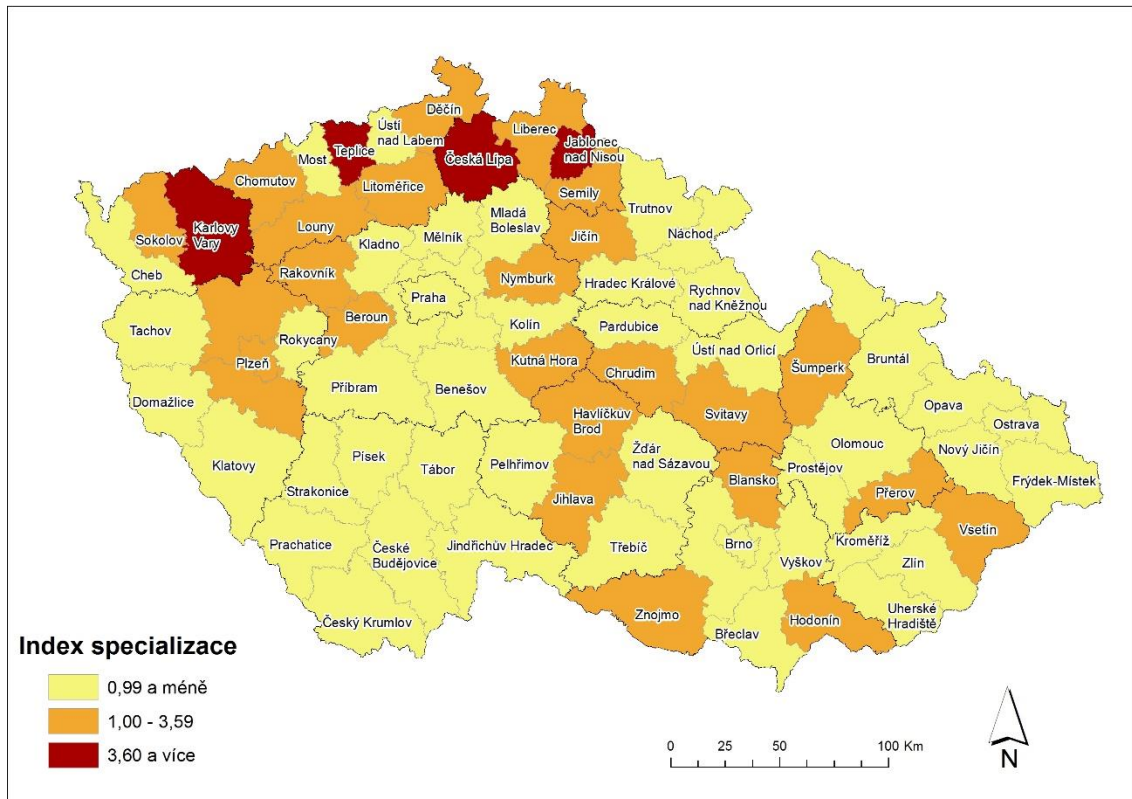 Děčín
Ústí
nad Labem
Liberec
Teplice
Jablonec
nad Nisou
Most
Česká Lípa
Chomutov
Litoměřice
Semily
Mladá
Boleslav
Trutnov
Karlovy
Vary
Louny
Mělník
Jičín
Sokolov
Kladno
Náchod
Cheb
Rakovník
Nymburk
Hradec Králové
Rychnov
nad Kněžnou
Praha
Tachov
Beroun
Kolín
Pardubice
Rokycany
Ústí nad Orlicí
Plzeň
Kutná Hora
Chrudim
Šumperk
Bruntál
Příbram
Benešov
Domažlice
Havlíčkův
Brod
Svitavy
Opava
Ostrava
Klatovy
Písek
Tábor
Pelhřimov
Žďár
nad Sázavou
Olomouc
Nový Jičín
Prostějov
Blansko
Frýdek-Místek
Strakonice
Jihlava
Přerov
Vsetín
Prachatice
České
Budějovice
Jindřichův Hradec
Třebíč
Brno
Vyškov
Kroměříž
Zlín
Znojmo
Hodonín
Uherské
Hradiště
Český Krumlov
Břeclav
Index specializace
0,99 a méně
1,00 - 3,59
3,60 a více
0 25 50 100 Km
N